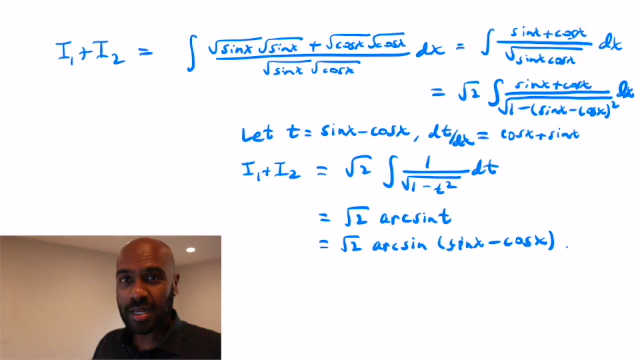 I₁+I₂ = ∫ (√sinx √sinx + √cosx √cosx)/(√sinx √cosx) dx = ∫ (sinx+cosx)/√(sinx cosx) dx
= √2 ∫ (sinx+cosx)/√(1-(sinx-cosx)²) dx
Let t = sinx-cosx, dt/dx = cosx+sinx
I₁+I₂ = √2 ∫ 1/√(1-t²) dt
= √2 arcsin t
= √2 arcsin (sinx-cosx).